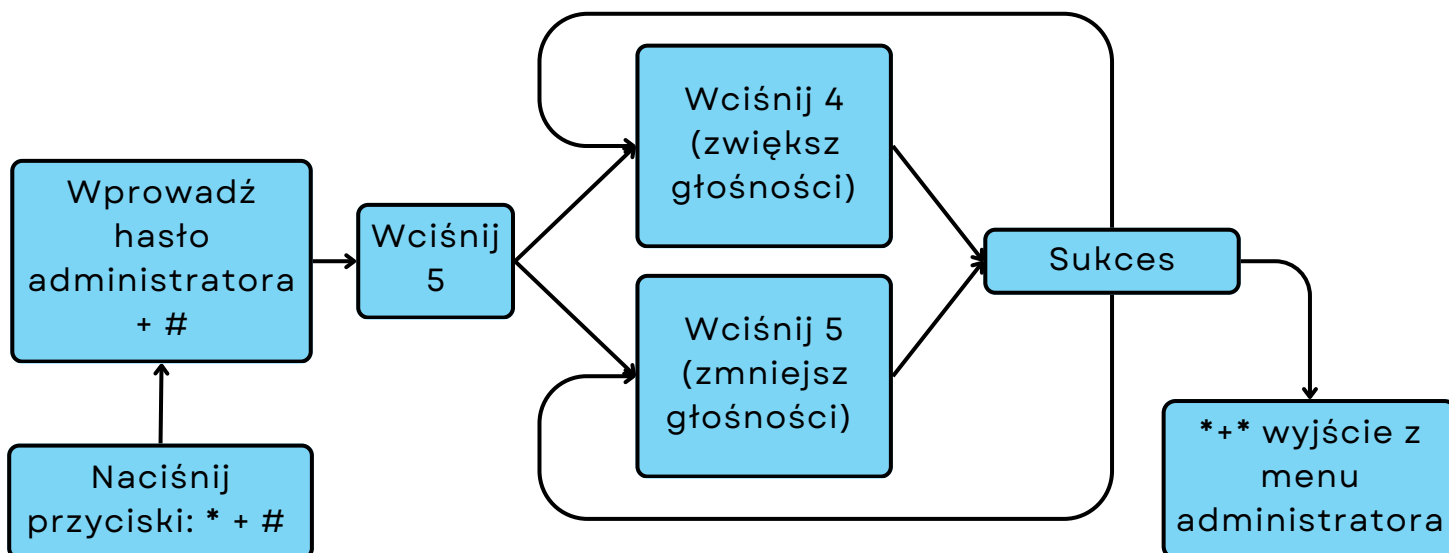 Naciśnij
przyciski: * + #
Wprowadź
hasło
administratora
+ #
Wciśnij
5
Wciśnij 4
(zwiększ
głośności)
Wciśnij 5
(zmniejsz
głośności)
Sukces
*+* wyjście z
menu
administratora